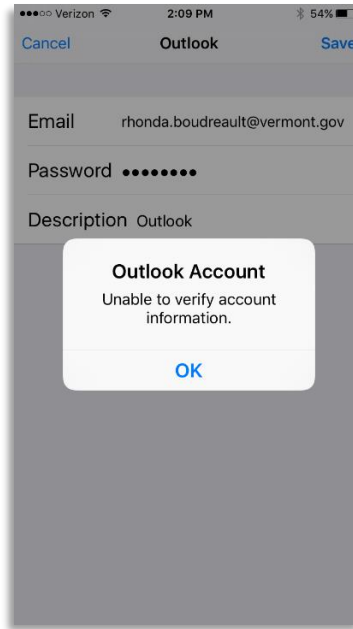 Verizon 2:09 PM 54%
Cancel Outlook Save
Email rhonda.boudreault@vermont.gov
Password ●●●●●●●●
Description Outlook
Outlook Account
Unable to verify account
information.
OK